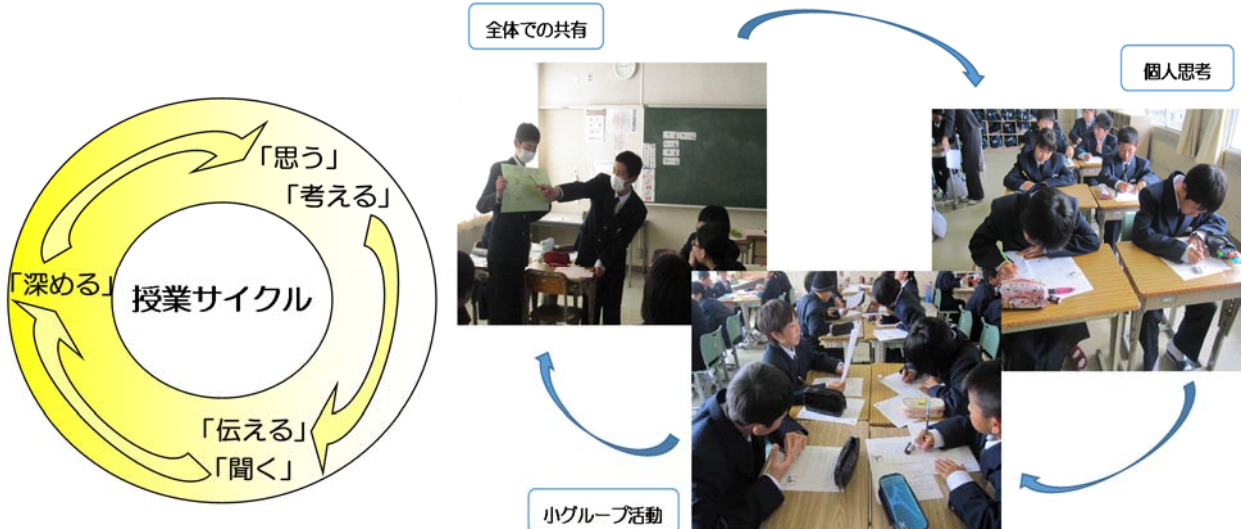 「思う」
「考える」
「深める」
授業サイクル
「伝える」
「聞く」
全体での共有
個人思考
小グループ活動